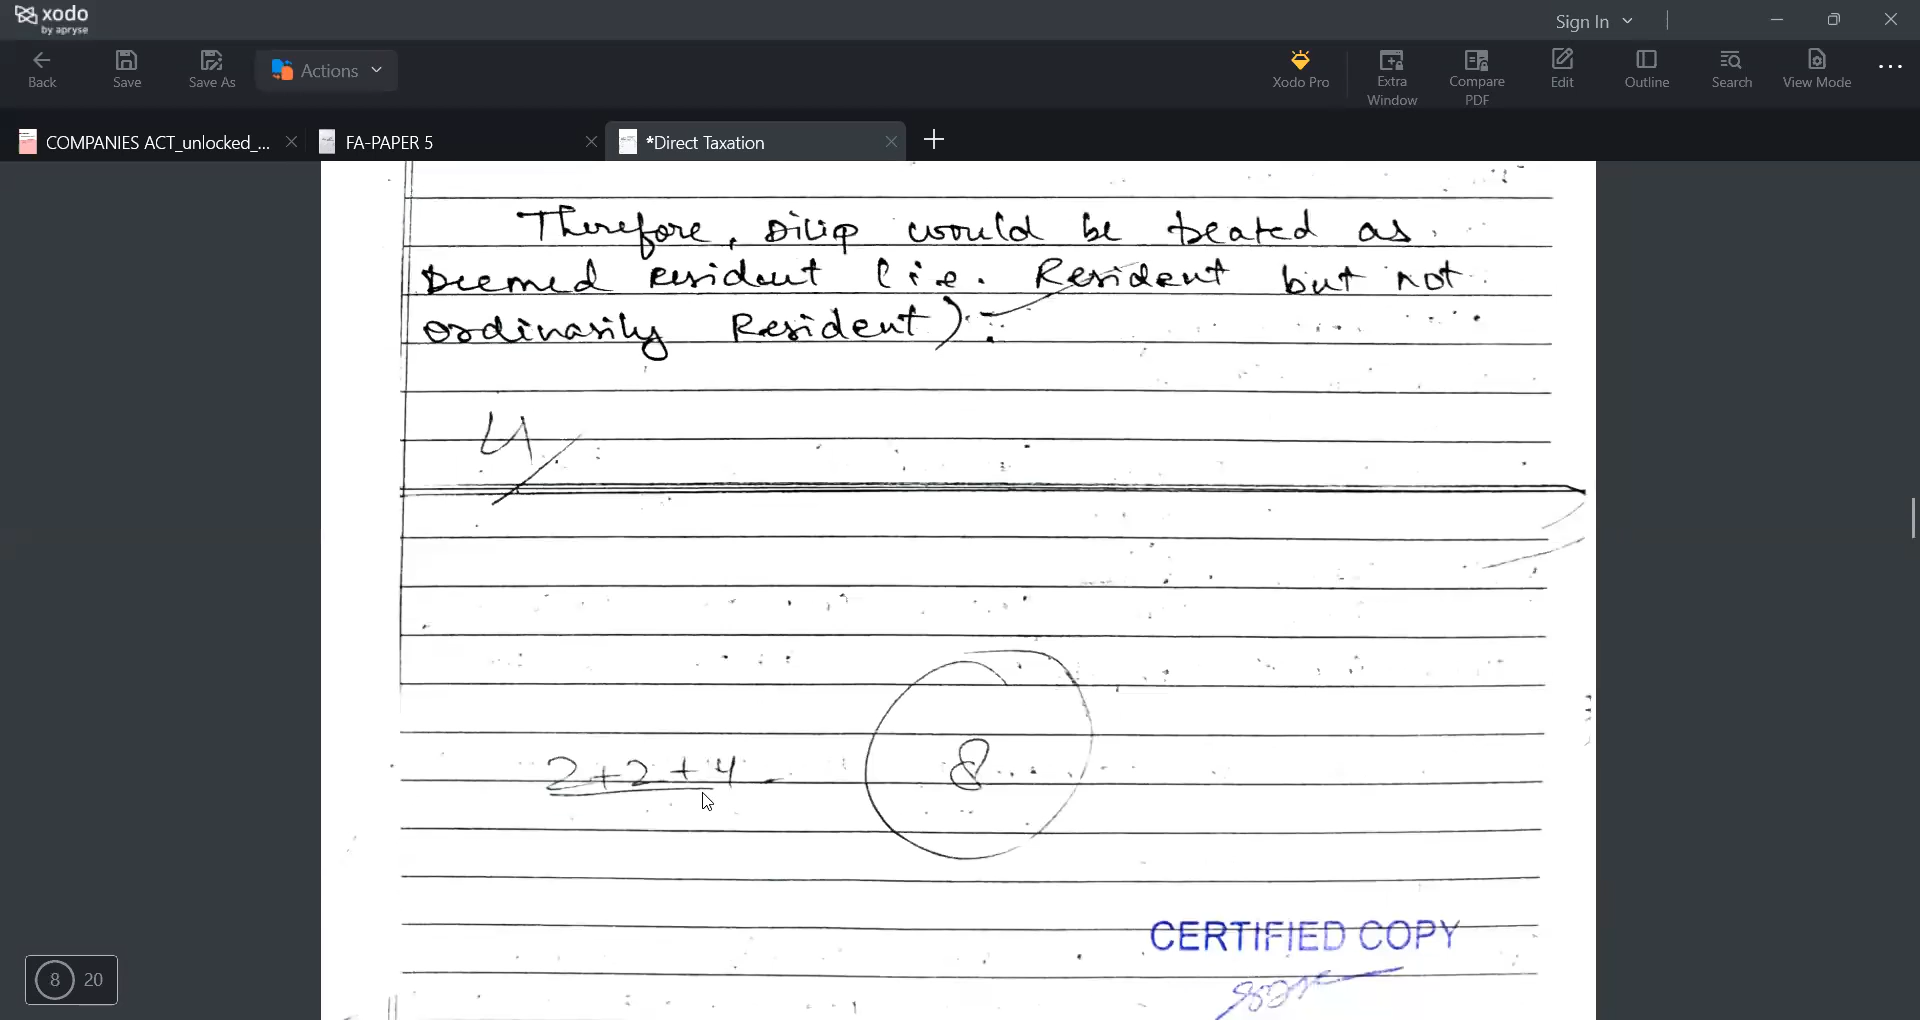 xodo
by apryse
Sign In
Back
Save
Save As
Actions
Xodo Pro
Extra Window
Compare PDF
Edit
Outline
Search
View Mode
COMPANIES ACT_unlocked_...
FA-PAPER 5
*Direct Taxation
Therefore, Dilip would be treated as
Deemed resident (i.e. Resident but not
ordinarily Resident) :-
4
2+2+4
8
CERTIFIED COPY
8 20